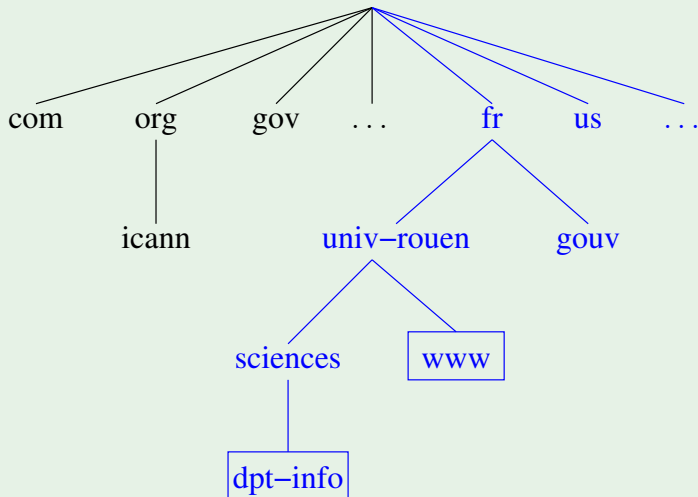 com org gov ... fr us ...
icann univ−rouen gouv
sciences www
dpt−info